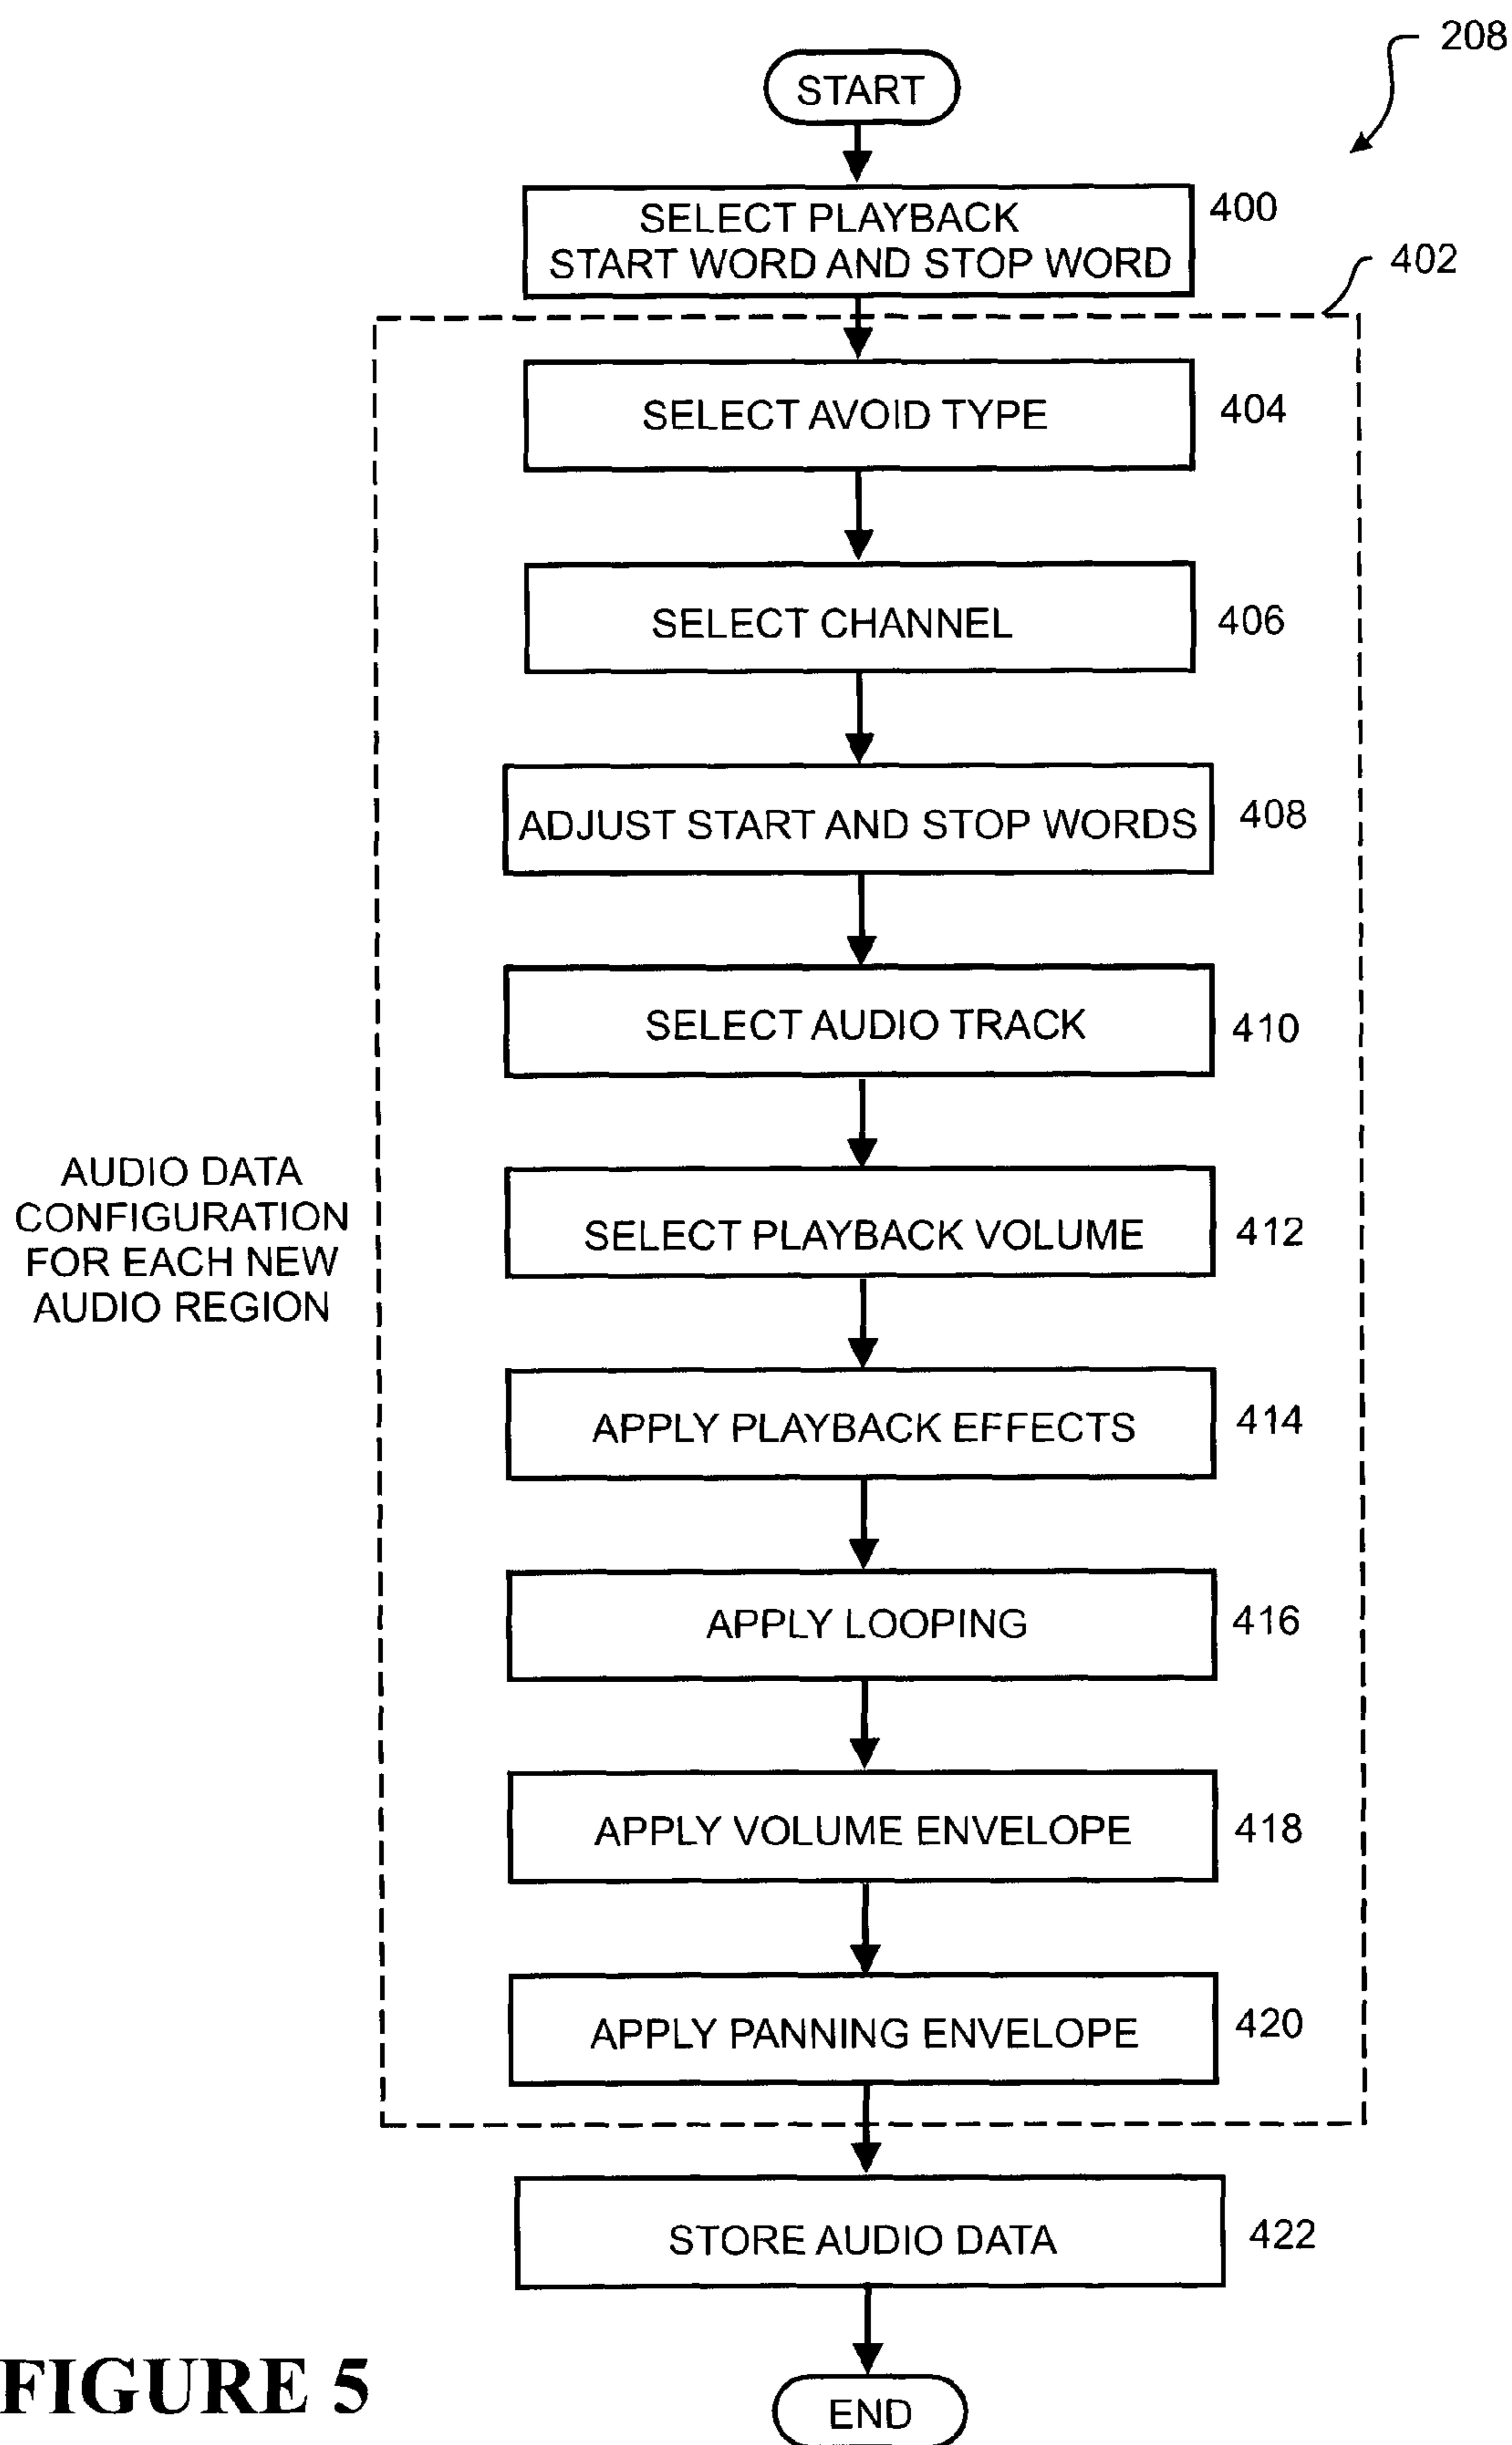 208
START
SELECT PLAYBACK
START WORD AND STOP WORD
400
402
SELECT AVOID TYPE
404
SELECT CHANNEL
406
ADJUST START AND STOP WORDS
408
SELECT AUDIO TRACK
410
AUDIO DATA
CONFIGURATION
FOR EACH NEW
AUDIO REGION
SELECT PLAYBACK VOLUME
412
APPLY PLAYBACK EFFECTS
414
APPLY LOOPING
416
APPLY VOLUME ENVELOPE
418
APPLY PANNING ENVELOPE
420
STORE AUDIO DATA
422
END
FIGURE 5